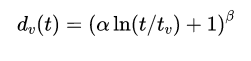 d_v(t) = (α ln(t/t_v) + 1)^β